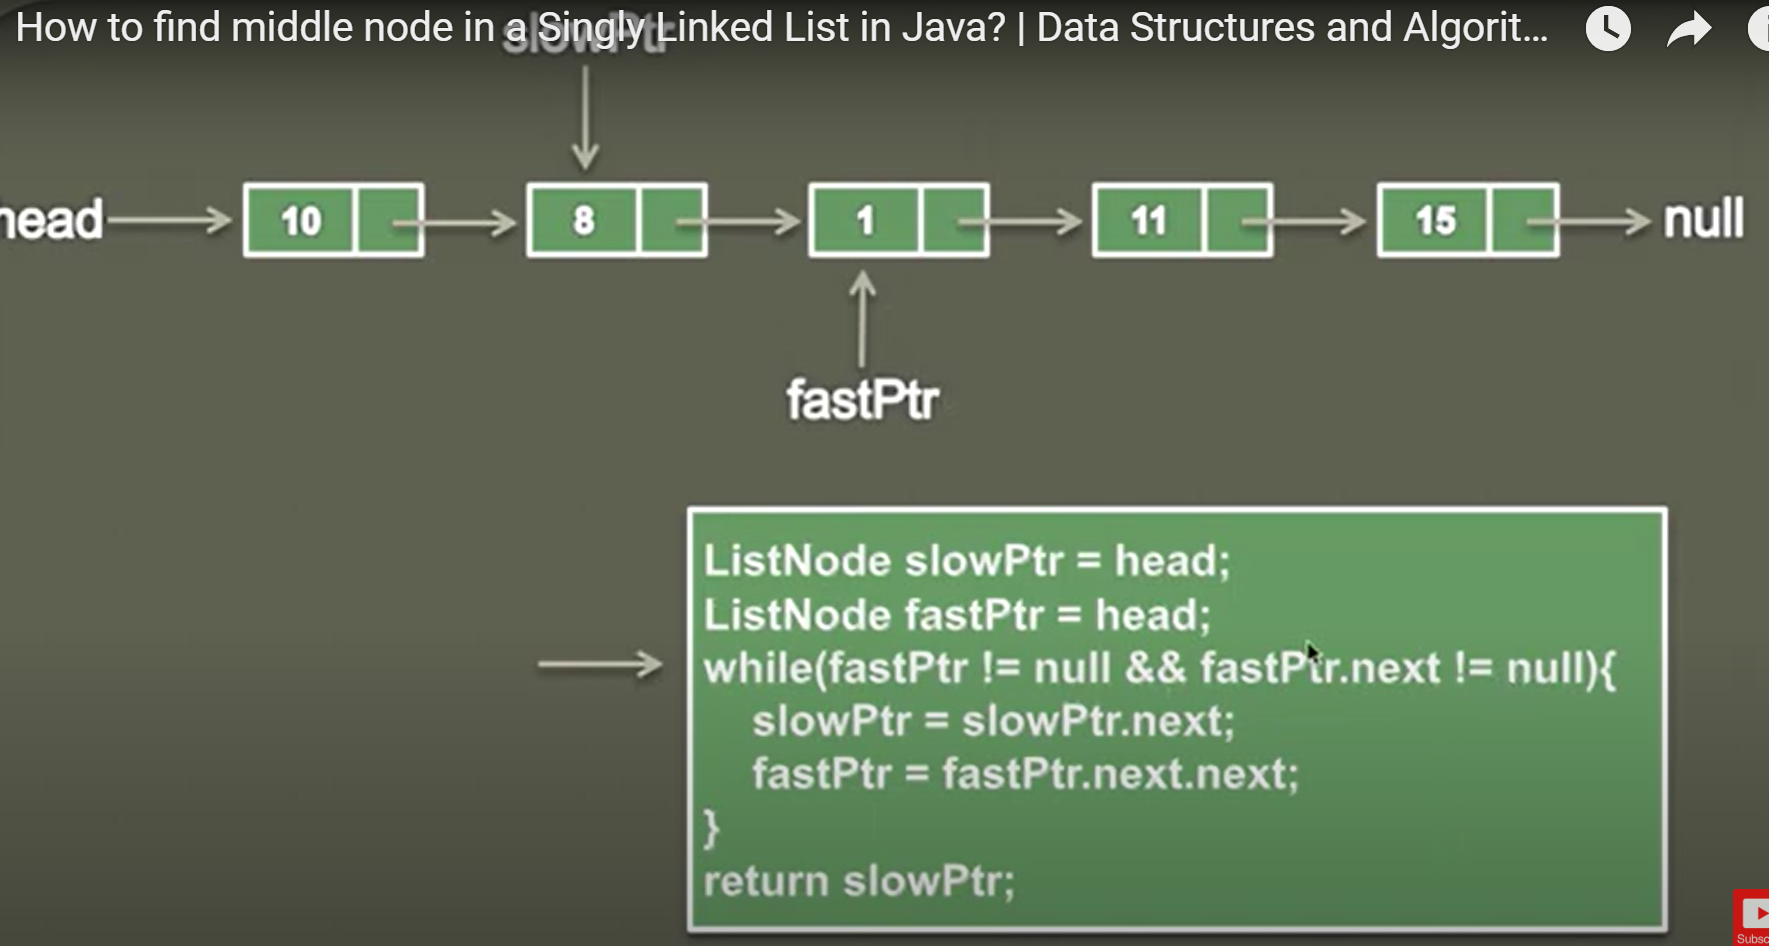 How to find middle node in a Singly Linked List in Java? | Data Structures and Algorit...
slowPtr
head
10
8
1
11
15
null
fastPtr
ListNode slowPtr = head;
ListNode fastPtr = head;
while(fastPtr != null && fastPtr.next != null){
slowPtr = slowPtr.next;
fastPtr = fastPtr.next.next;
}
return slowPtr;
Subsc